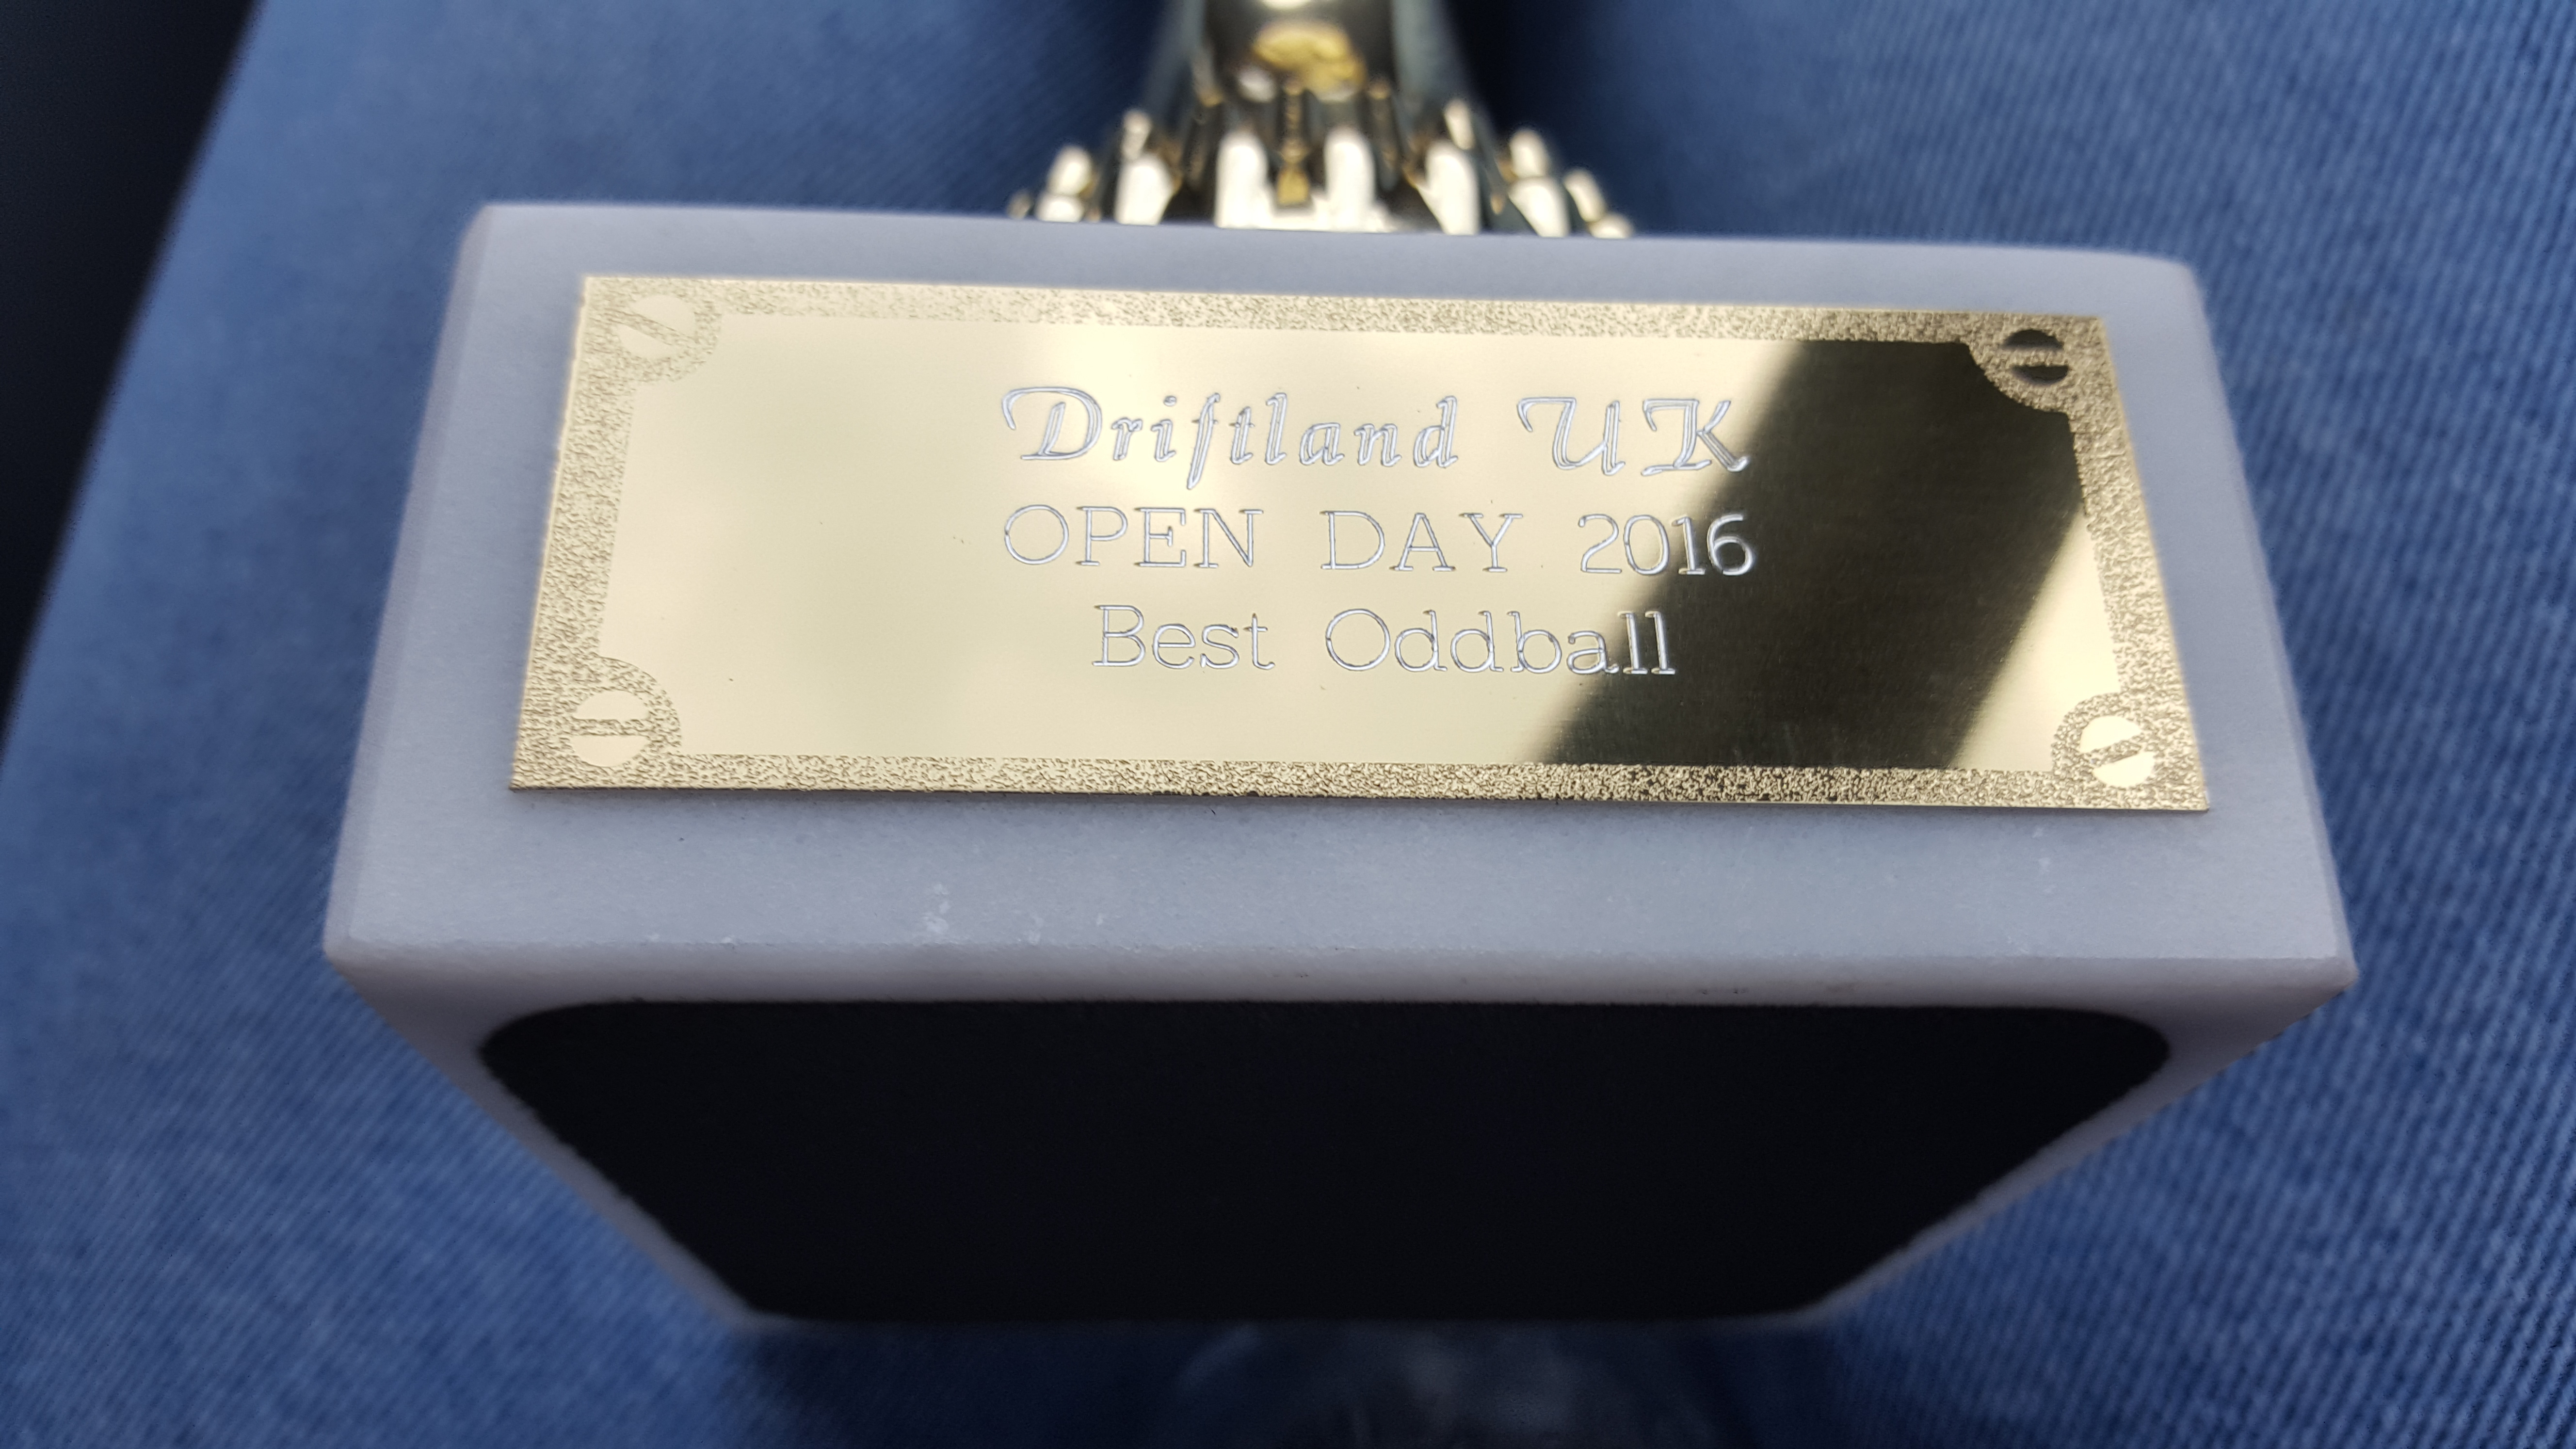 Driftland UK
OPEN DAY 2016
Best Oddball